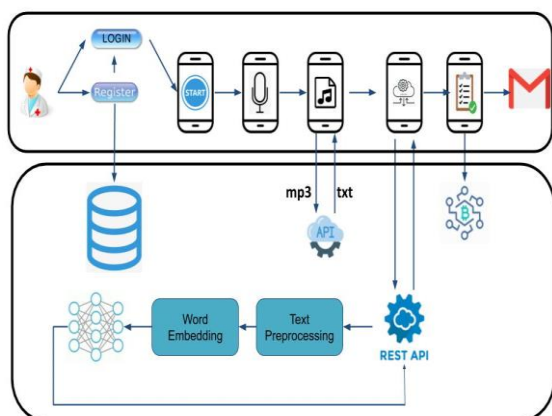 LOGIN
Register
START
mp3
txt
API
Word
Embedding
Text
Preprocessing
REST API